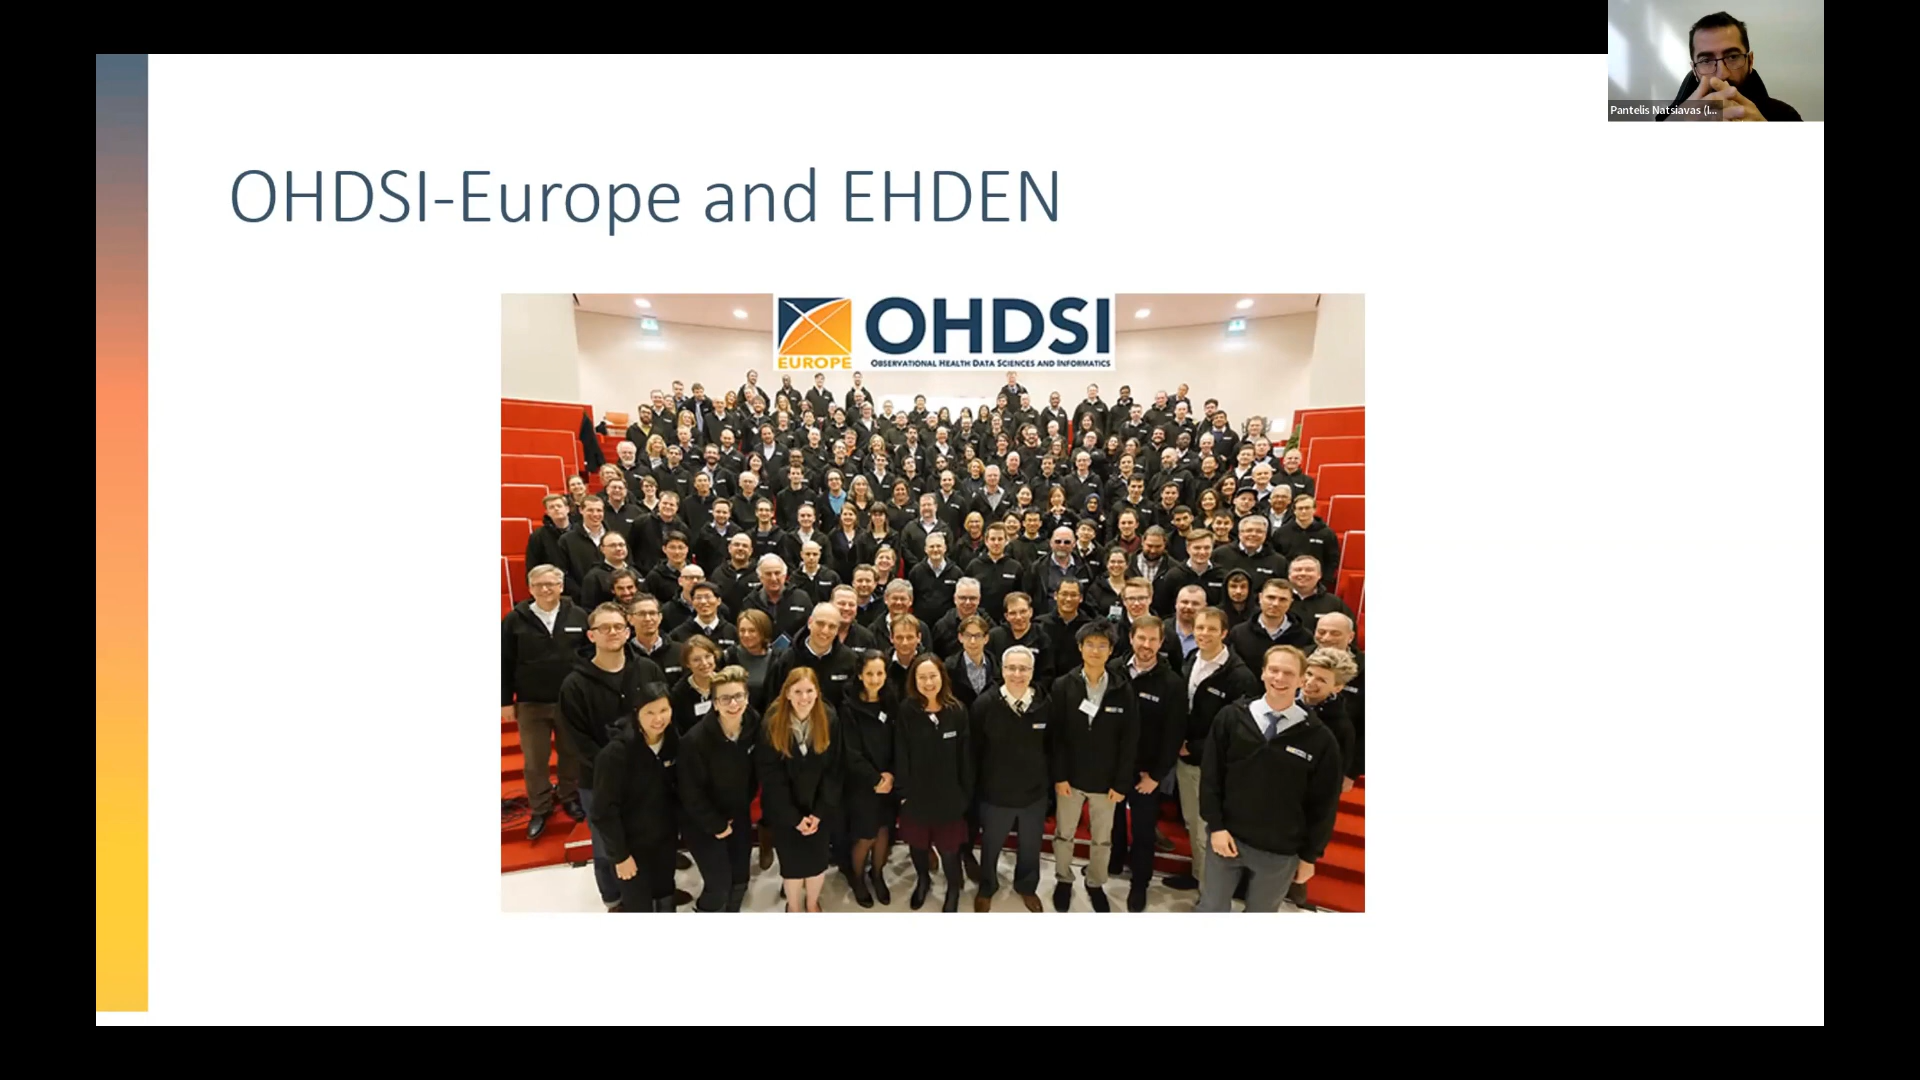 Pantelis Natsiavas (I...
OHDSI-Europe and EHDEN
OHDSI
EUROPE
OBSERVATIONAL HEALTH DATA SCIENCES AND INFORMATICS